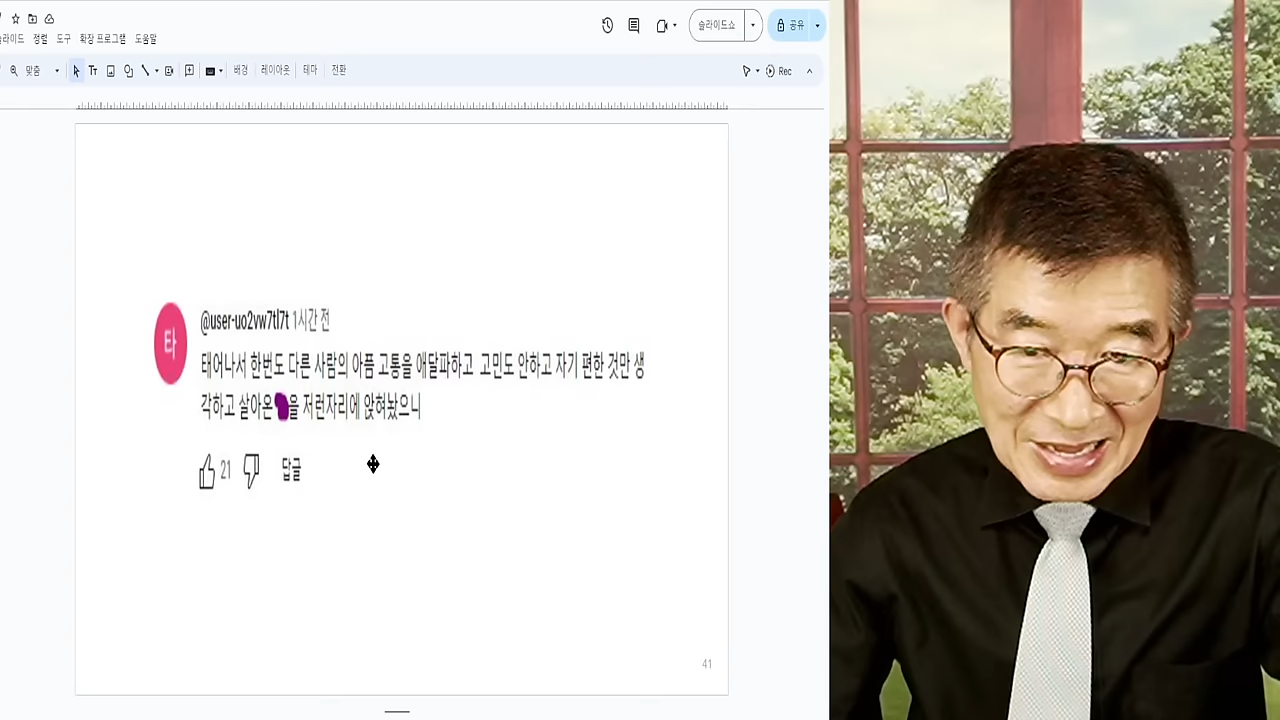 슬라이드쇼
공유
라이드 정렬 도구 확장 프로그램 도움말
맞춤 Tr 배경 레이아웃 테마 전환 Rec
타
@user-uo2vw7tl7t 1시간 전
태어나서 한번도 다른 사람의 아픔 고통을 애달파하고 고민도 안하고 자기 편한 것만 생
각하고 살아온 을 저런자리에 앉혀놨으니
21 답글
41